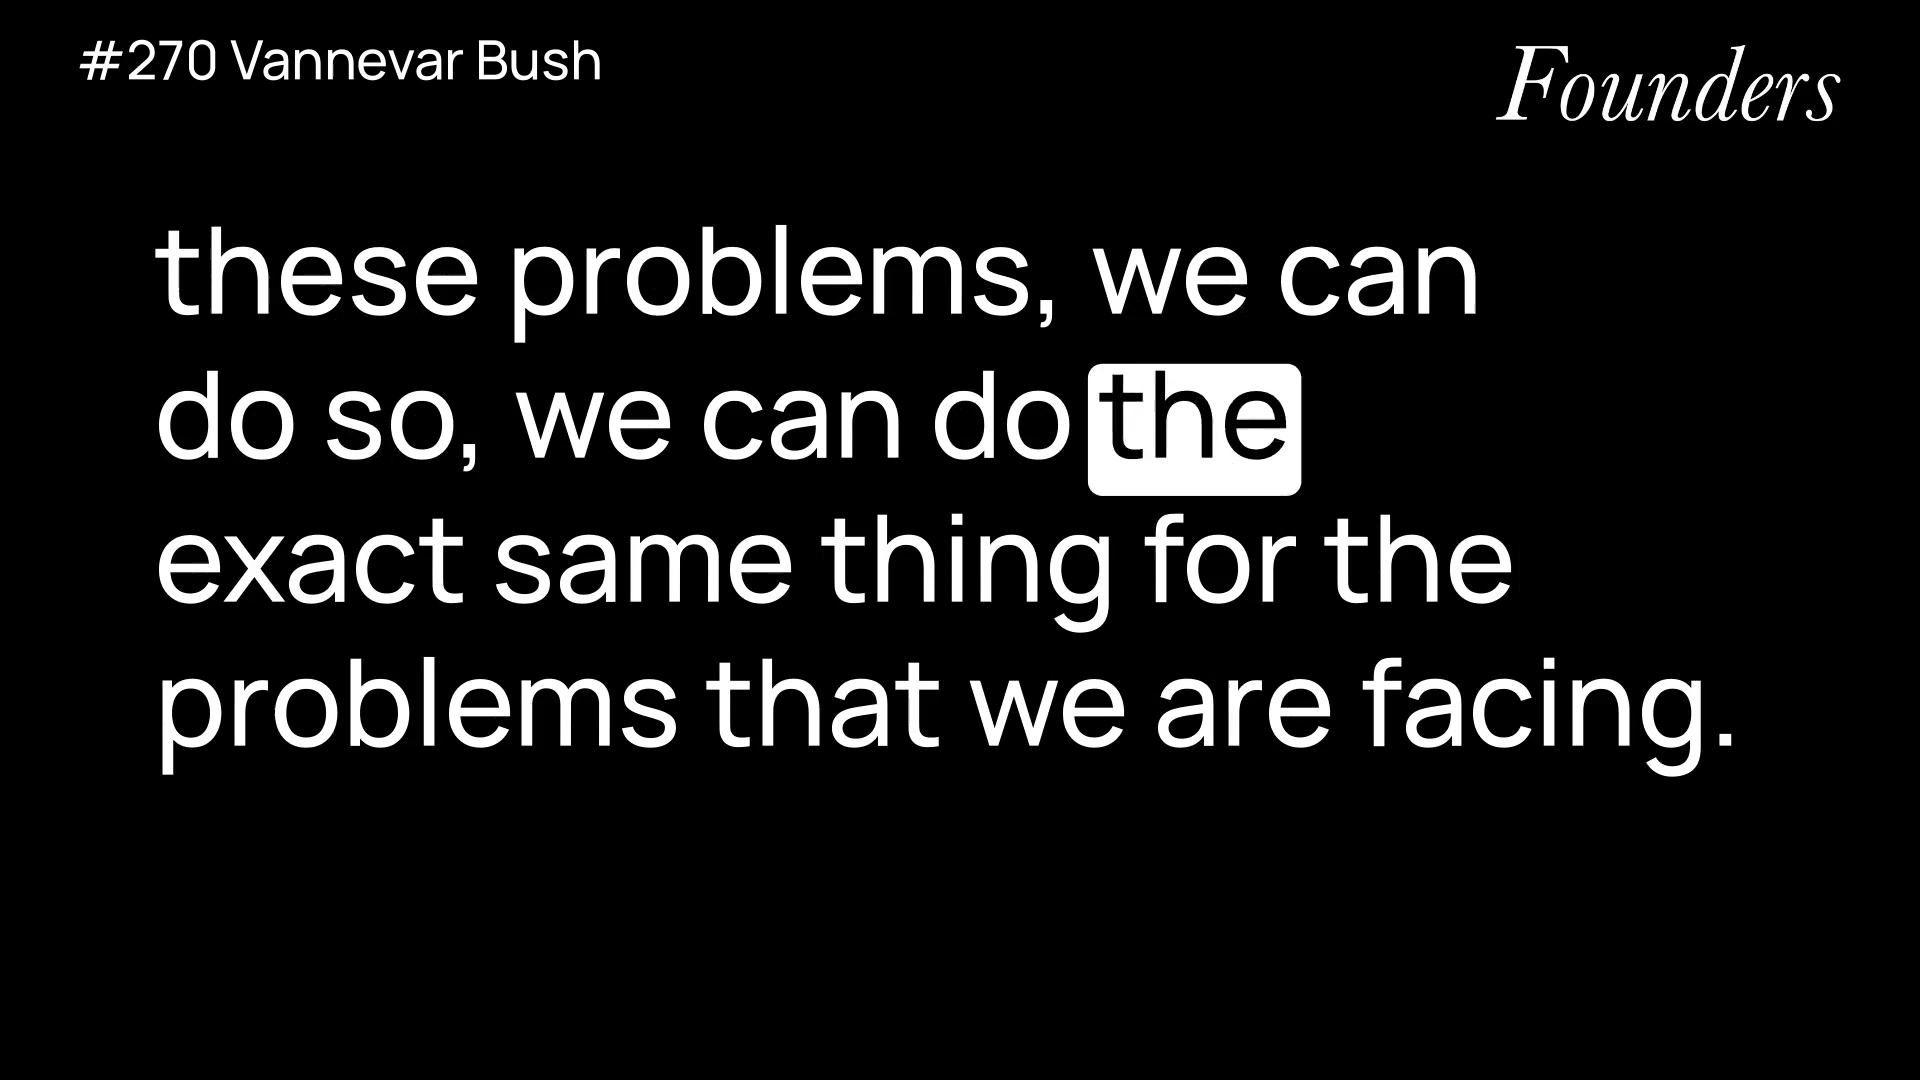 #270 Vannevar Bush
Founders
these problems, we can
do so, we can do the
exact same thing for the
problems that we are facing.